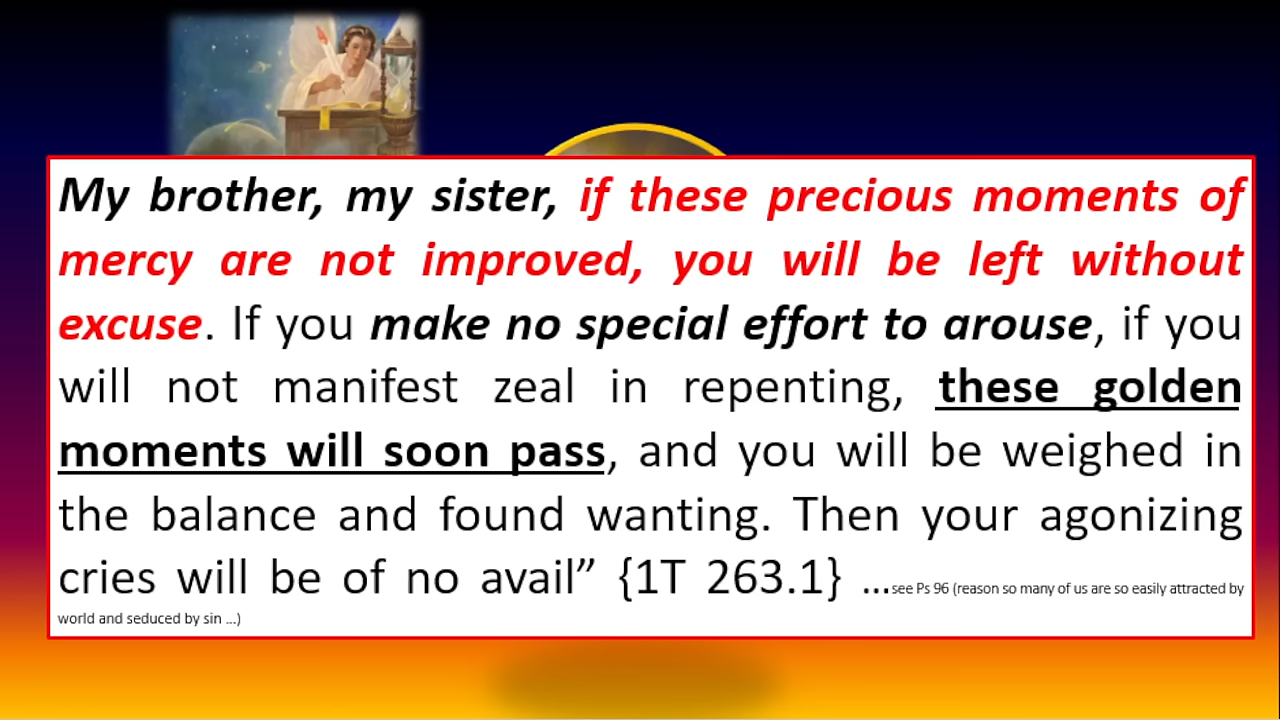 My brother, my sister, if these precious moments of
mercy are not improved, you will be left without
excuse. If you make no special effort to arouse, if you
will not manifest zeal in repenting, these golden
moments will soon pass, and you will be weighed in
the balance and found wanting. Then your agonizing
cries will be of no avail” {1T 263.1} ...see Ps 96 (reason so many of us are so easily attracted by
world and seduced by sin ...)